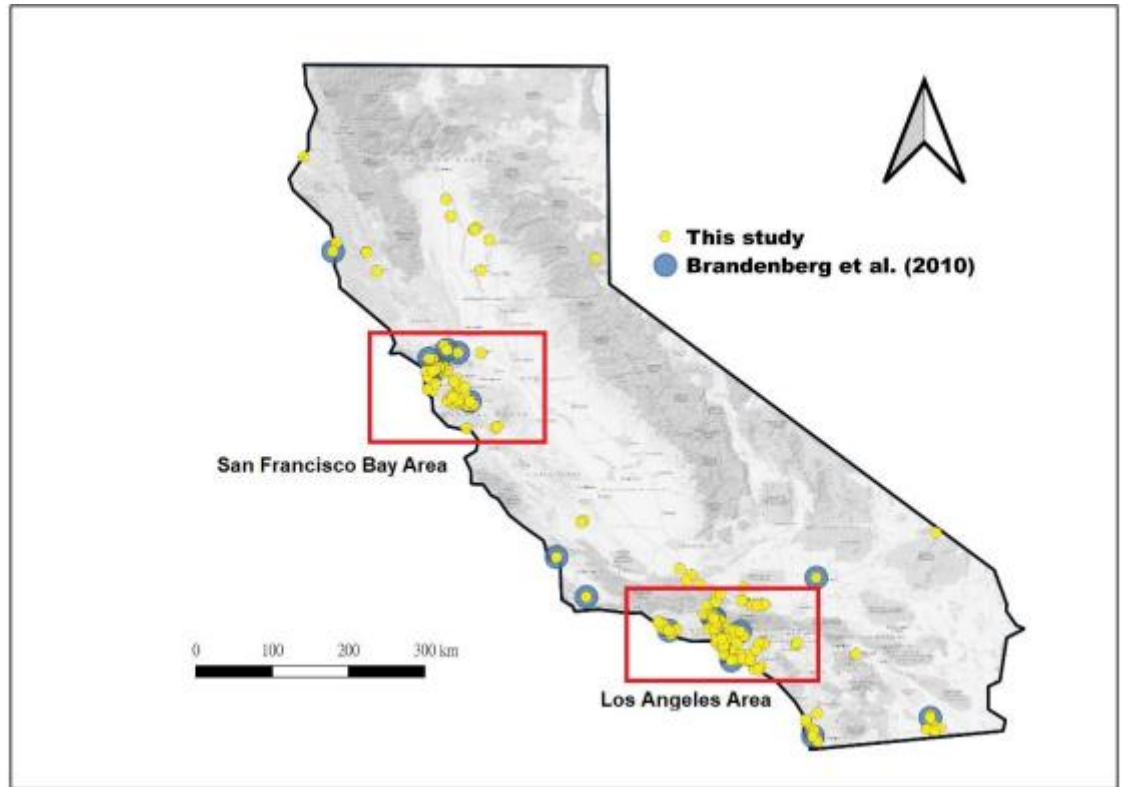 This study
Brandenberg et al. (2010)
San Francisco Bay Area
0 100 200 300 km
Los Angeles Area